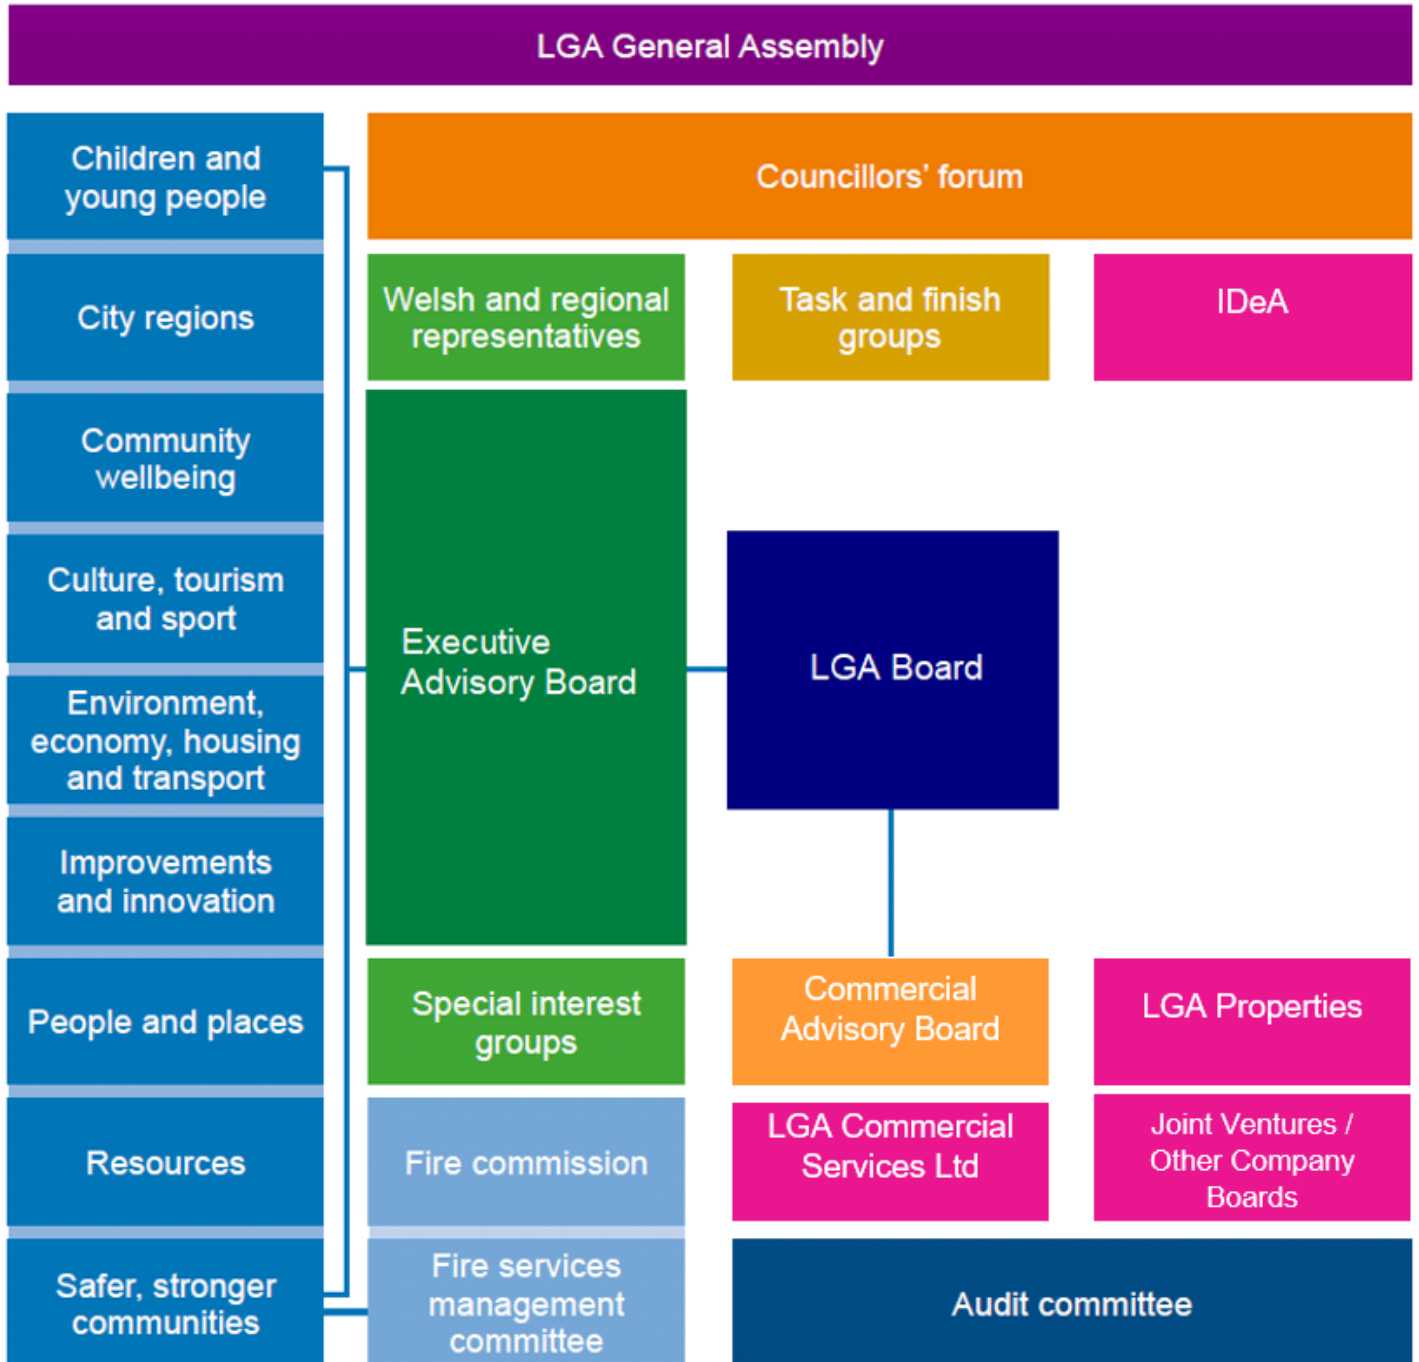 LGA General Assembly
Children and
young people
Councillors’ forum
City regions
Welsh and regional
representatives
Task and finish
groups
IDeA
Community
wellbeing
Culture, tourism
and sport
Environment,
economy, housing
and transport
Improvements
and innovation
Executive
Advisory Board
LGA Board
People and places
Special interest
groups
Commercial
Advisory Board
LGA Properties
Resources
Fire commission
LGA Commercial
Services Ltd
Joint Ventures /
Other Company
Boards
Safer, stronger
communities
Fire services
management
committee
Audit committee